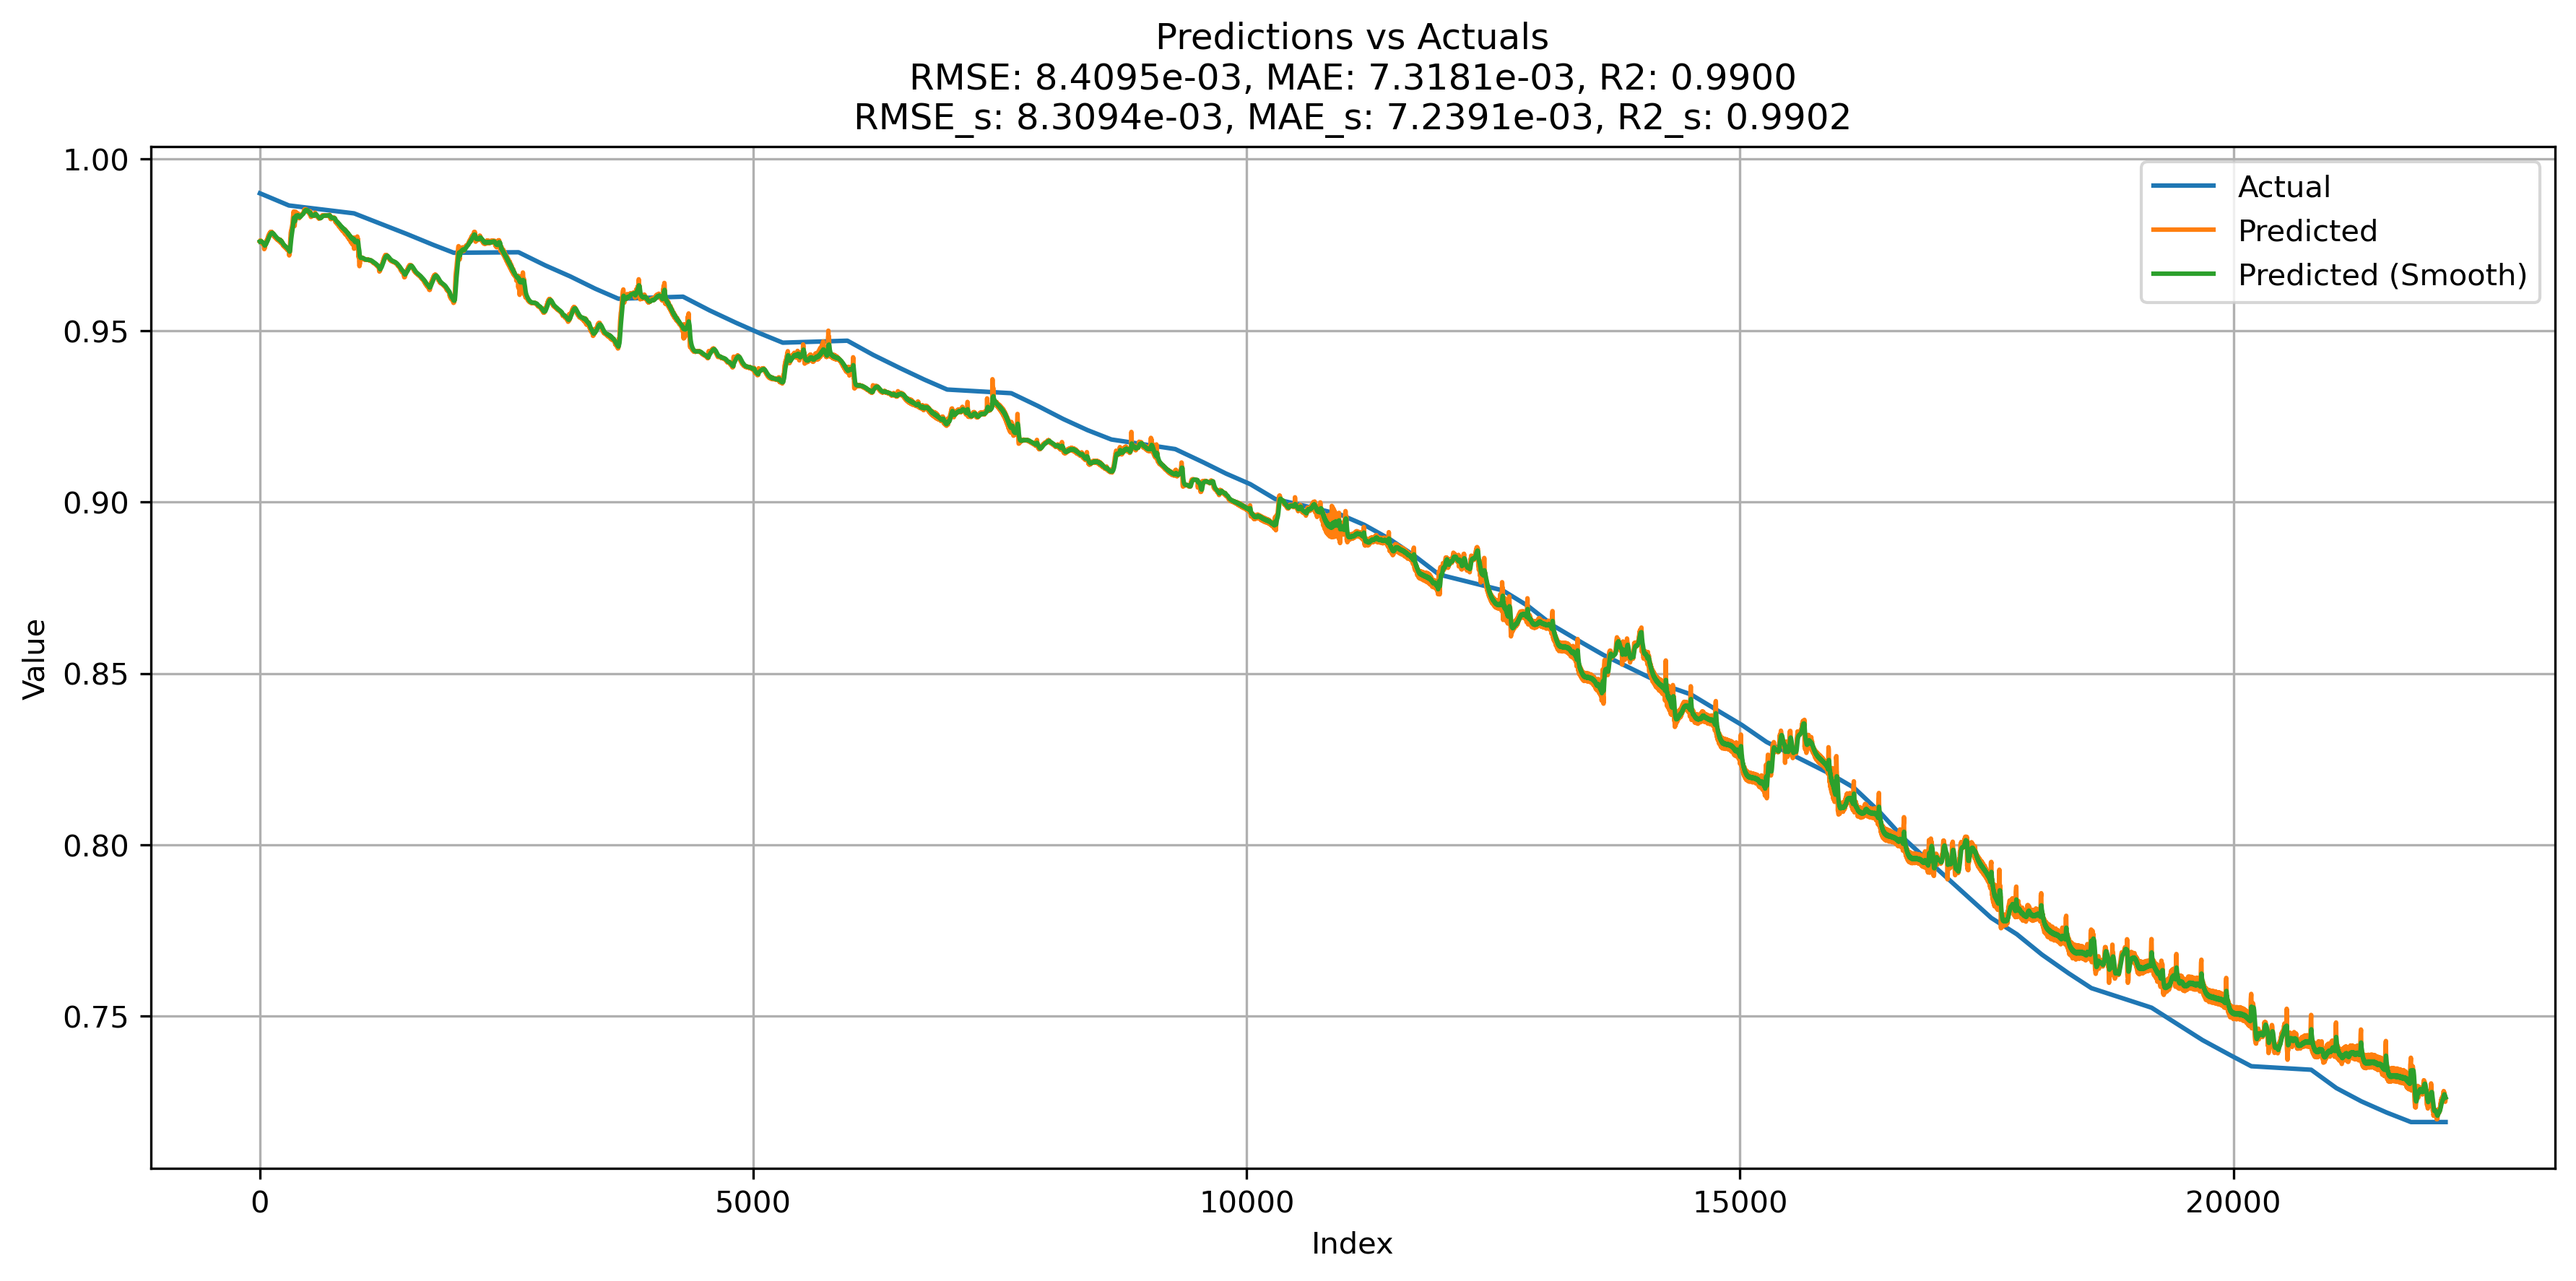 Predictions vs Actuals
RMSE: 8.4095e-03, MAE: 7.3181e-03, R2: 0.9900
RMSE_s: 8.3094e-03, MAE_s: 7.2391e-03, R2_s: 0.9902
Actual
Predicted
Predicted (Smooth)
1.00
0.95
0.90
0.85
0.80
0.75
Value
0 5000 10000 15000 20000
Index